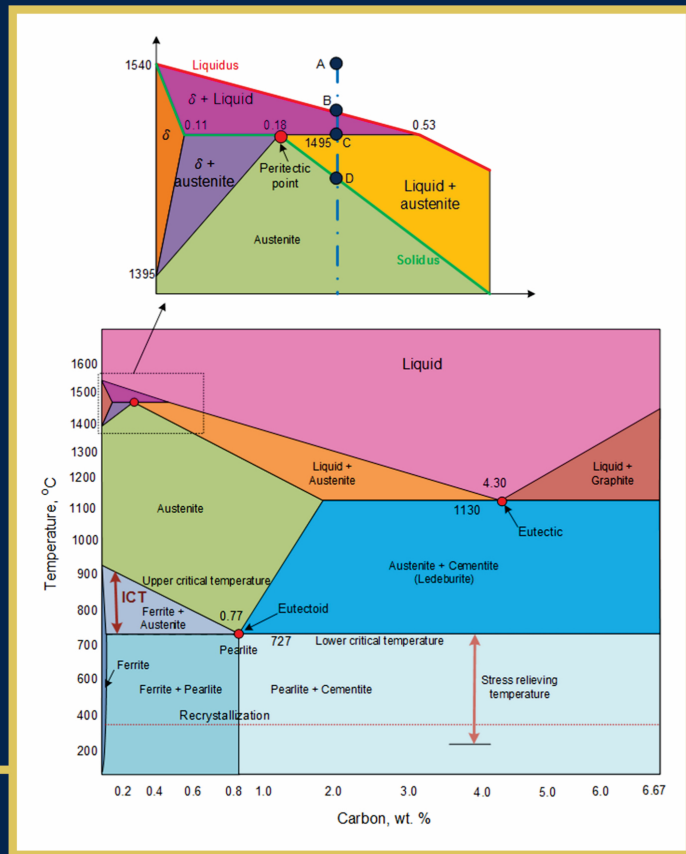 1540
Liquidus
A
δ + Liquid
B
0.11
0.18
0.53
δ
1495
C
δ +
austenite
Peritectic
point
D
Liquid +
austenite
Austenite
Solidus
1395
1600
Liquid
1500
1400
1300
1200
Liquid +
Austenite
4.30
Liquid +
Graphite
1100
Austenite
1130
Eutectic
1000
Temperature, °C
Austenite + Cementite
(Ledeburite)
900
Upper critical temperature
ICT
800
Ferrite +
Austenite
0.77
Eutectoid
700
Pearlite
727
Lower critical temperature
Ferrite
600
Ferrite + Pearlite
Pearlite + Cementite
Stress relieving
temperature
400
Recrystallization
200
0.2 0.4 0.6 0.8 1.0 2.0 3.0 4.0 5.0 6.0 6.67
Carbon, wt. %